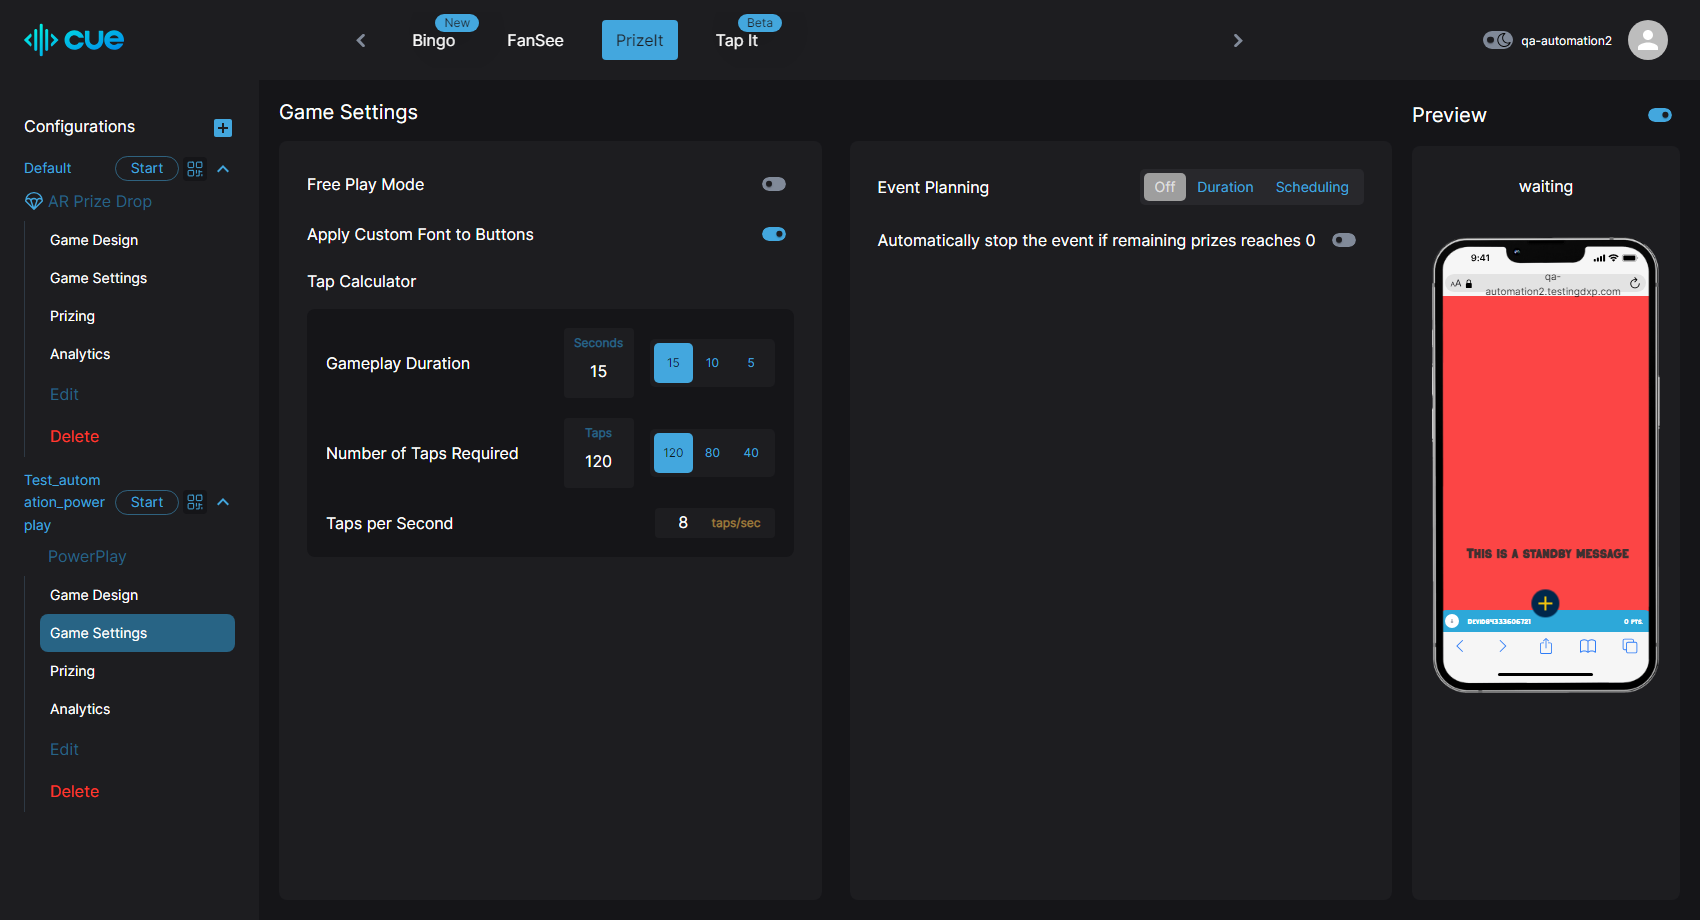 cue
New
Bingo
FanSee
PrizeIt
Beta
Tap It
qa-automation2
Configurations
Default
Start
AR Prize Drop
Game Design
Game Settings
Prizing
Analytics
Edit
Delete
Test_autom
ation_power
play
Start
PowerPlay
Game Design
Game Settings
Prizing
Analytics
Edit
Delete
Game Settings
Free Play Mode
Apply Custom Font to Buttons
Tap Calculator
Gameplay Duration
Seconds
15
15 10 5
Number of Taps Required
Taps
120
120 80 40
Taps per Second
8 taps/sec
Event Planning
Off Duration Scheduling
Automatically stop the event if remaining prizes reaches 0
Preview
waiting
9:41
AA
qa-
automation2.testingdxp.com
THIS IS A STANDBY MESSAGE
0 PTS.